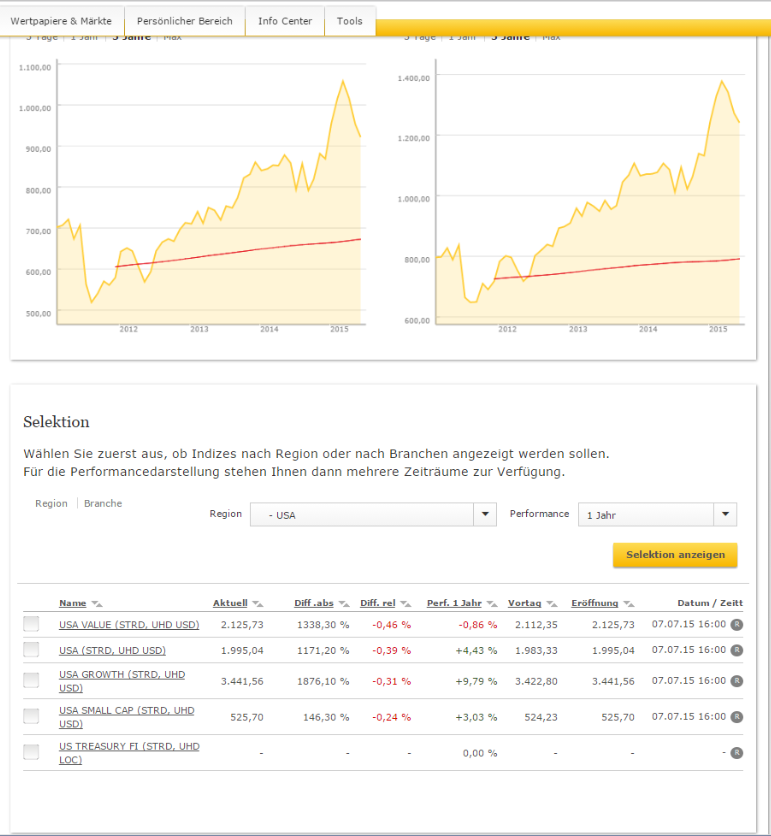 Wertpapiere & Märkte Persönlicher Bereich Info Center Tools
5 Tage 1 Jahr 5 Jahre Max
5 Tage 1 Jahr 5 Jahre Max
1.100,00
1.000,00
900,00
800,00
700,00
600,00
500,00
2012 2013 2014 2015
1.400,00
1.200,00
1.000,00
800,00
600,00
2012 2013 2014 2015
Selektion
Wählen Sie zuerst aus, ob Indizes nach Region oder nach Branchen angezeigt werden sollen.
Für die Performancedarstellung stehen Ihnen dann mehrere Zeiträume zur Verfügung.
Region Branche
Region - USA Performance 1 Jahr
Selektion anzeigen
Name Aktuell Diff .abs Diff. rel Perf. 1 Jahr Vortag Eröffnung Datum / Zeitt
USA VALUE (STRD, UHD USD) 2.125,73 1338,30 % -0,46 % -0,86 % 2.112,35 2.125,73 07.07.15 16:00 R
USA (STRD, UHD USD) 1.995,04 1171,20 % -0,39 % +4,43 % 1.983,33 1.995,04 07.07.15 16:00 R
USA GROWTH (STRD, UHD
USD) 3.441,56 1876,10 % -0,31 % +9,79 % 3.422,80 3.441,56 07.07.15 16:00 R
USA SMALL CAP (STRD, UHD
USD) 525,70 146,30 % -0,24 % +3,03 % 524,23 525,70 07.07.15 16:00 R
US TREASURY FI (STRD, UHD
LOC) - - - 0,00 % - - - R